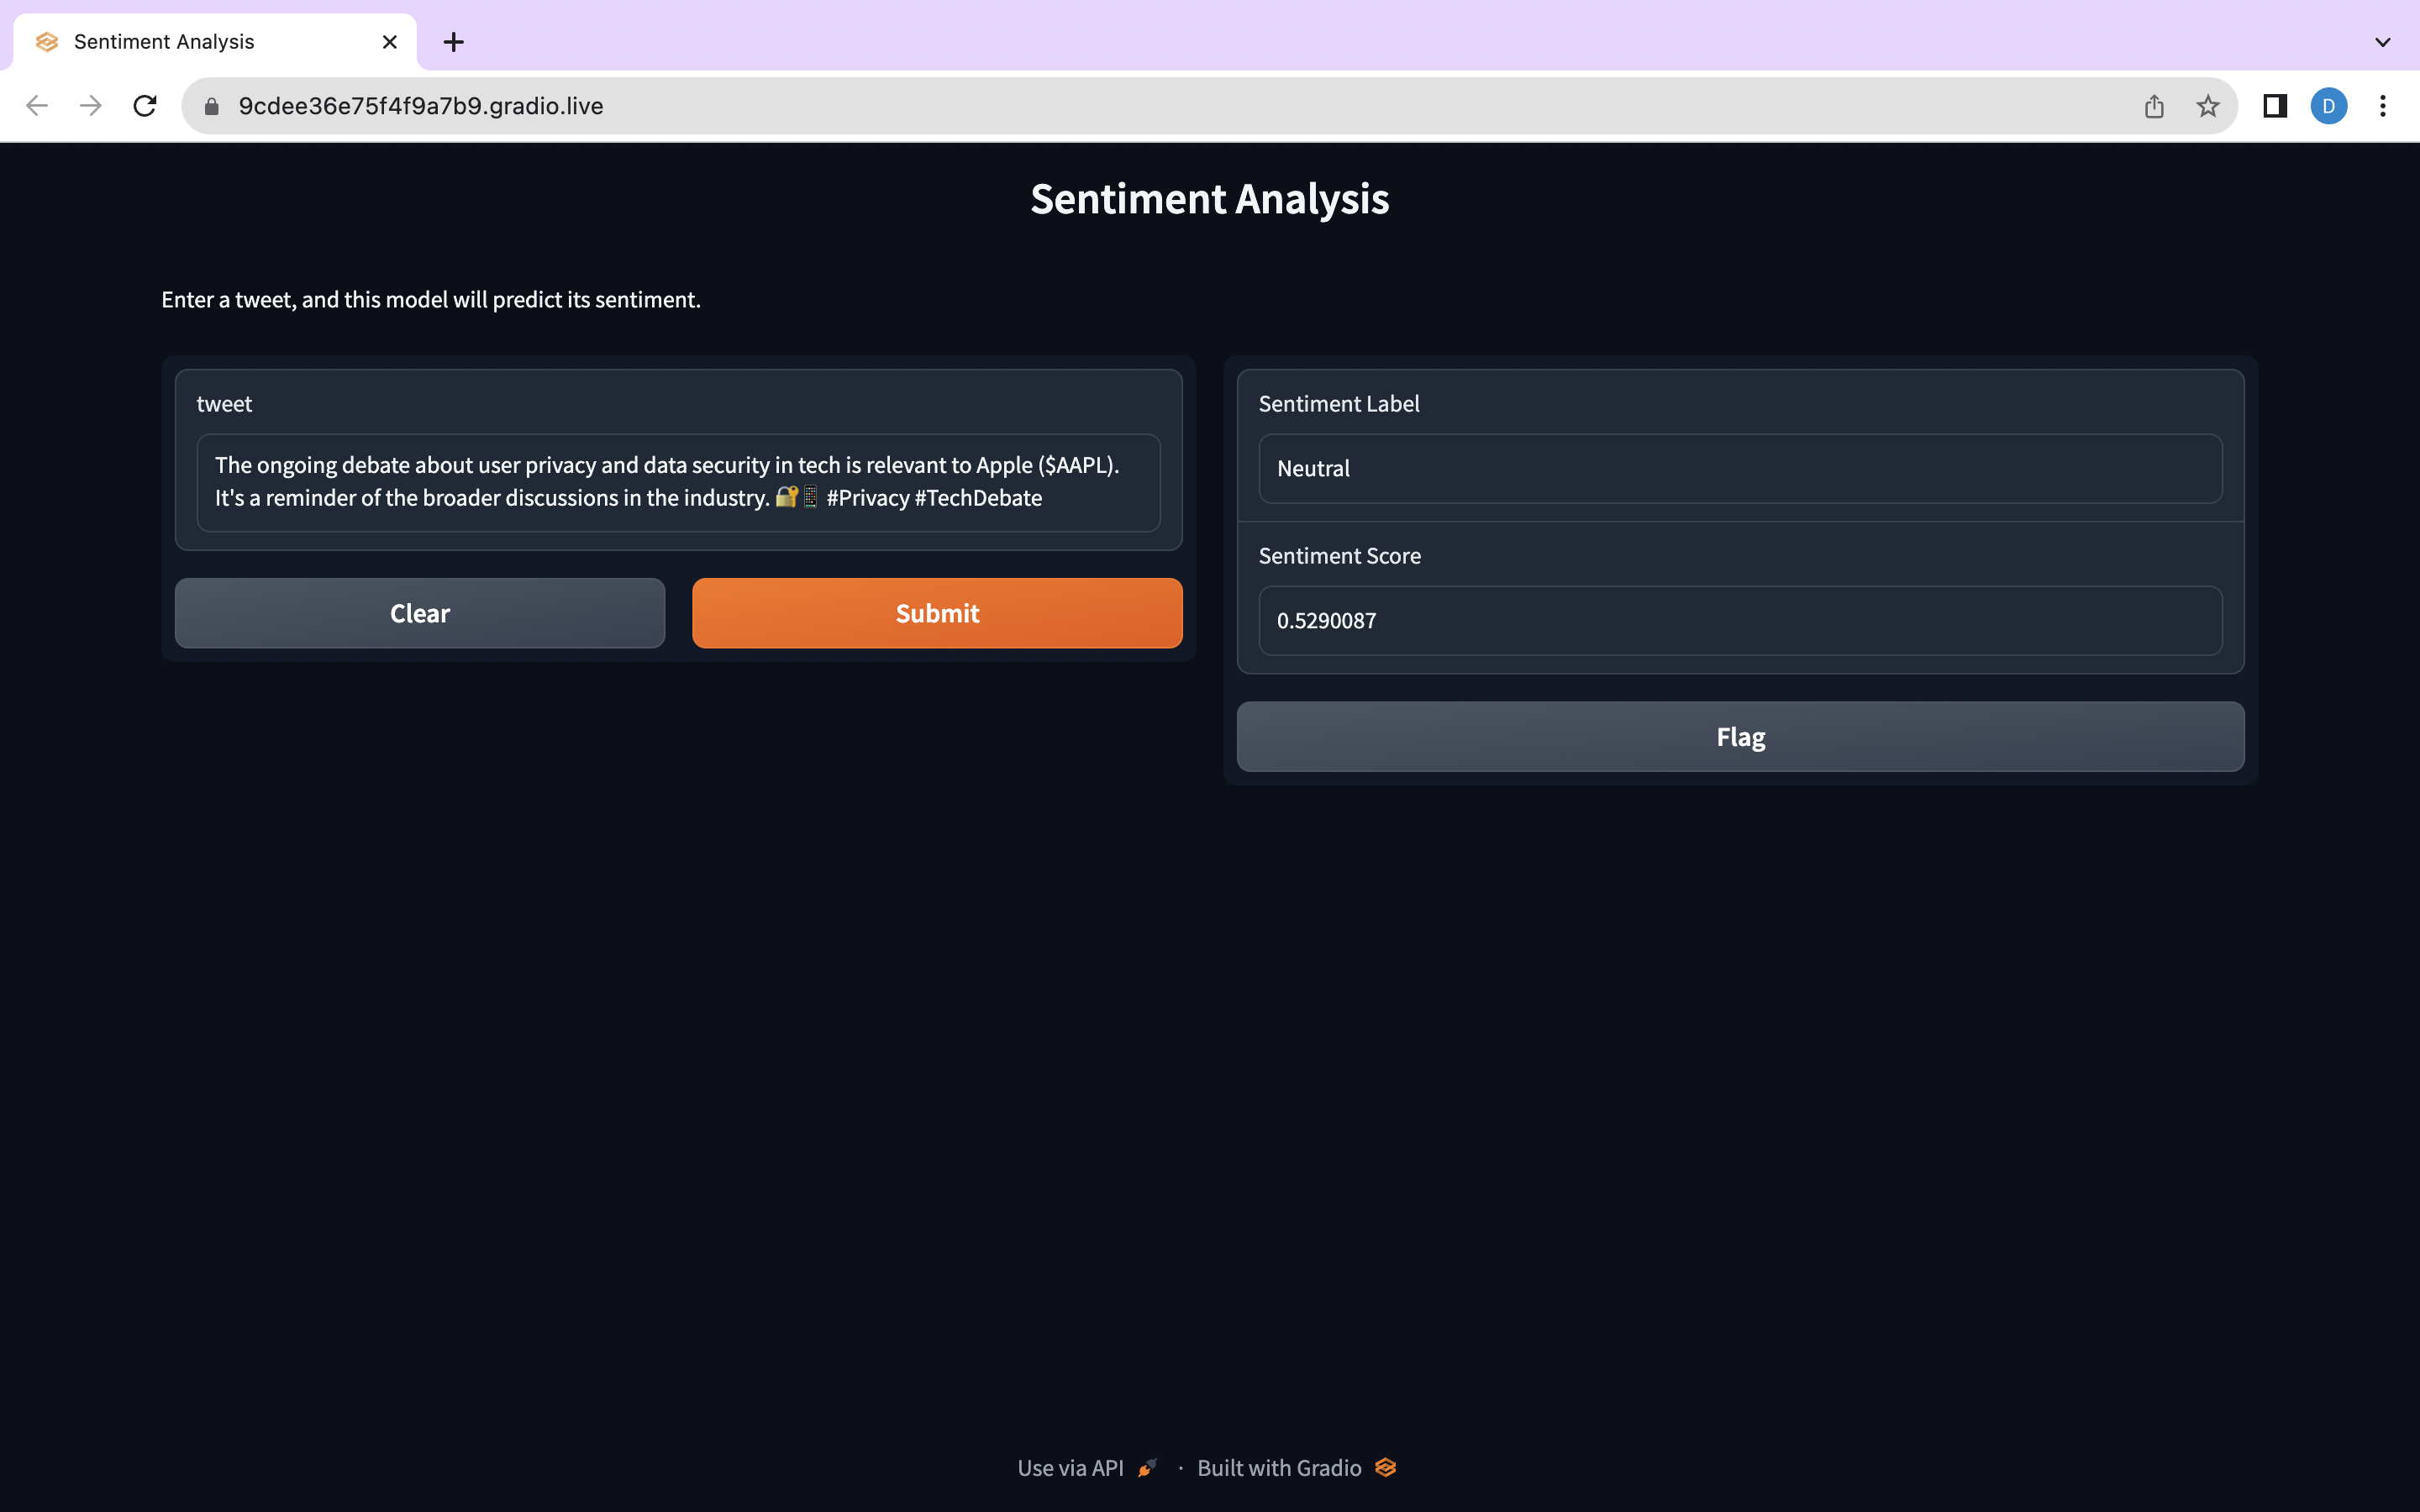 Sentiment Analysis
9cdee36e75f4f9a7b9.gradio.live
D
Sentiment Analysis
Enter a tweet, and this model will predict its sentiment.
tweet
The ongoing debate about user privacy and data security in tech is relevant to Apple ($AAPL).
It's a reminder of the broader discussions in the industry. 🔐📱 #Privacy #TechDebate
Clear
Submit
Sentiment Label
Neutral
Sentiment Score
0.5290087
Flag
Use via API · Built with Gradio